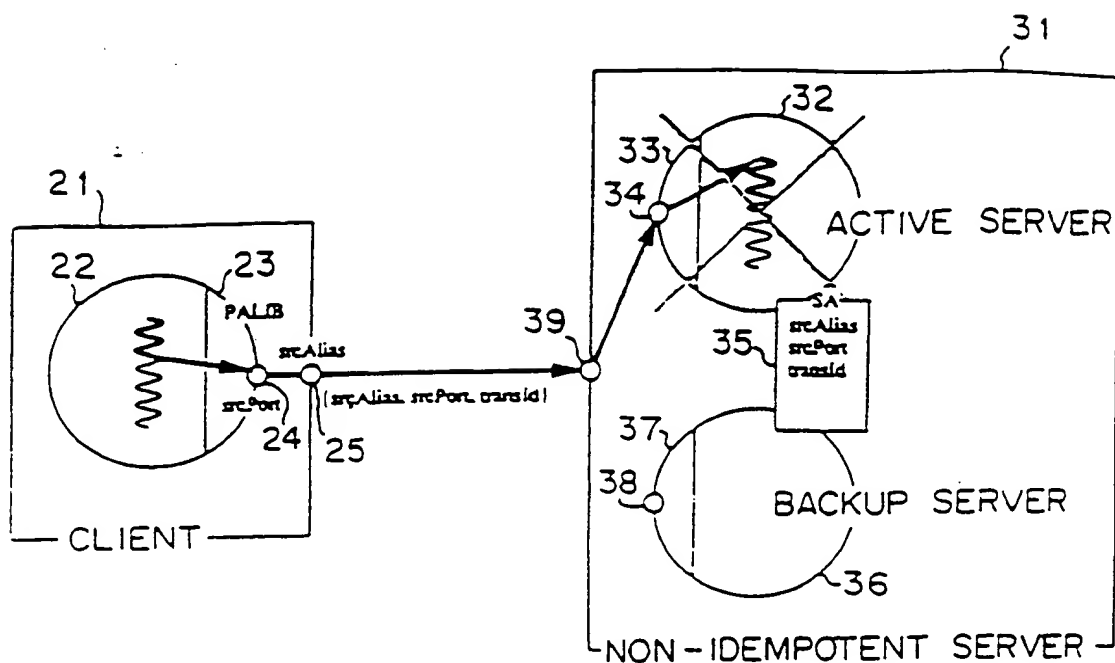 31
32
33
34
ACTIVE SERVER
21
22
23
PALIB
srcAlias
39
SA
srcAlias
srcPort
transId
35
(srcAlias, srcPort, transId)
srcPort
24
25
37
38
BACKUP SERVER
36
CLIENT
NON-IDEMPOTENT SERVER